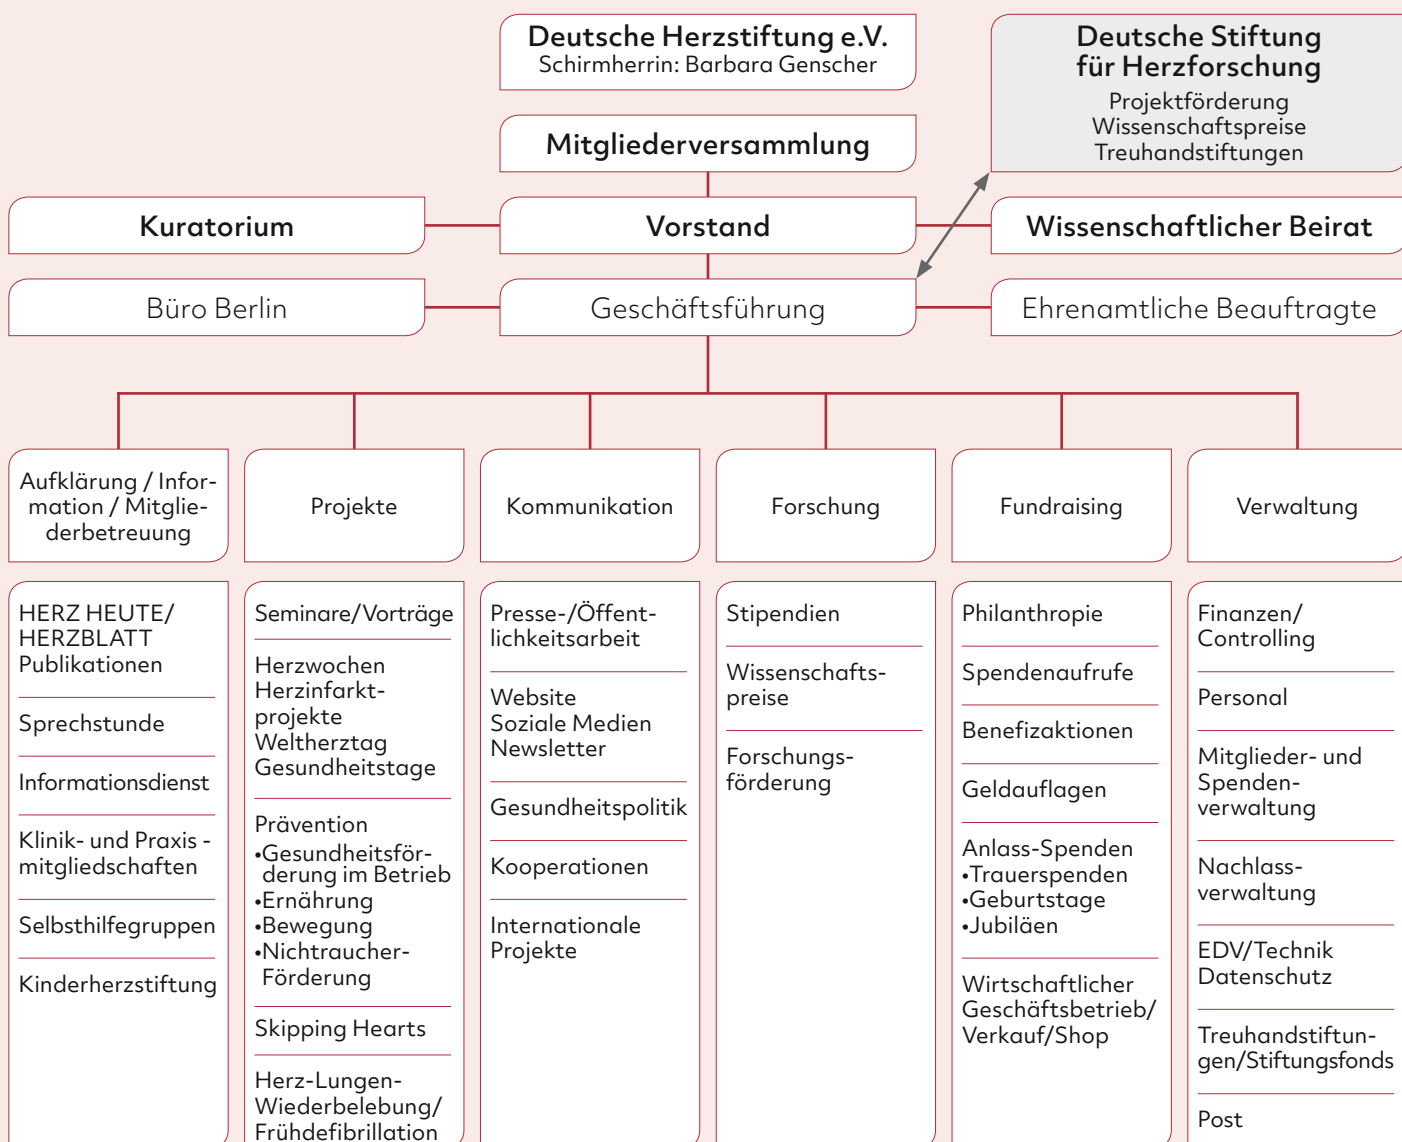 Deutsche Herzstiftung e.V.
Schirmherrin: Barbara Genscher
Deutsche Stiftung
für Herzforschung
Projektförderung
Wissenschaftspreise
Treuhandstiftungen
Mitgliederversammlung
Kuratorium
Vorstand
Wissenschaftlicher Beirat
Büro Berlin
Geschäftsführung
Ehrenamtliche Beauftragte
Aufklärung / Infor-
mation / Mitglie-
derbetreuung
Projekte
Kommunikation
Forschung
Fundraising
Verwaltung
HERZ HEUTE/
HERZBLATT
Publikationen
Sprechstunde
Informationsdienst
Klinik- und Praxis -
mitgliedschaften
Selbsthilfegruppen
Kinderherzstiftung
Seminare/Vorträge
Herzwochen
Herzinfarkt-
projekte
Weltherztag
Gesundheitstage
Prävention
•Gesundheitsför-
derung im Betrieb
•Ernährung
•Bewegung
•Nichtraucher-
Förderung
Skipping Hearts
Herz-Lungen-
Wiederbelebung/
Frühdefibrillation
Presse-/Öffent-
lichkeitsarbeit
Website
Soziale Medien
Newsletter
Gesundheitspolitik
Kooperationen
Internationale
Projekte
Stipendien
Wissenschafts-
preise
Forschungs-
förderung
Philanthropie
Spendenaufrufe
Benefizaktionen
Geldauflagen
Anlass-Spenden
•Trauerspenden
•Geburtstage
•Jubiläen
Wirtschaftlicher
Geschäftsbetrieb/
Verkauf/Shop
Finanzen/
Controlling
Personal
Mitglieder- und
Spenden-
verwaltung
Nachlass-
verwaltung
EDV/Technik
Datenschutz
Treuhandstiftun-
gen/Stiftungsfonds
Post